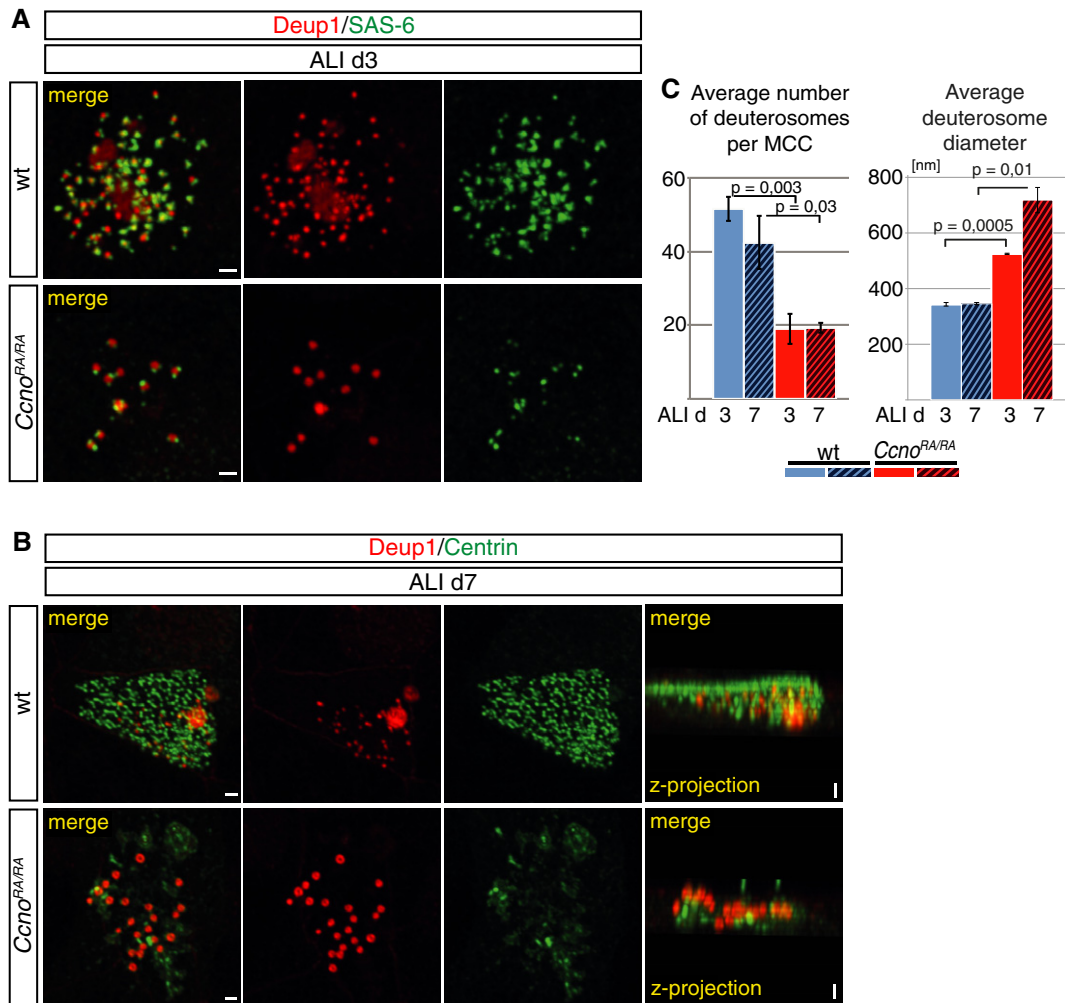 A
Deup1/SAS-6
ALI d3
wt
merge
Ccno^RA/RA
merge
C
Average number
of deuterosomes
per MCC
60
40
20
p = 0,003
p = 0,03
ALI d 3 7 3 7
Average
deuterosome
diameter
[nm]
800
600
400
200
p = 0,01
p = 0,0005
ALI d 3 7 3 7
wt Ccno^RA/RA
B
Deup1/Centrin
ALI d7
wt
merge
merge
z-projection
Ccno^RA/RA
merge
merge
z-projection